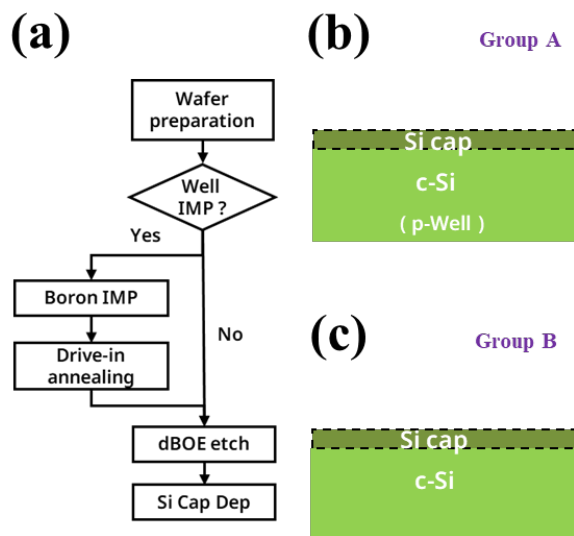 (a)
Wafer
preparation
Well
IMP ?
Yes
No
Boron IMP
Drive-in
annealing
dBOE etch
Si Cap Dep
(b)
Group A
Si cap
c-Si
( p-Well )
(c)
Group B
Si cap
c-Si